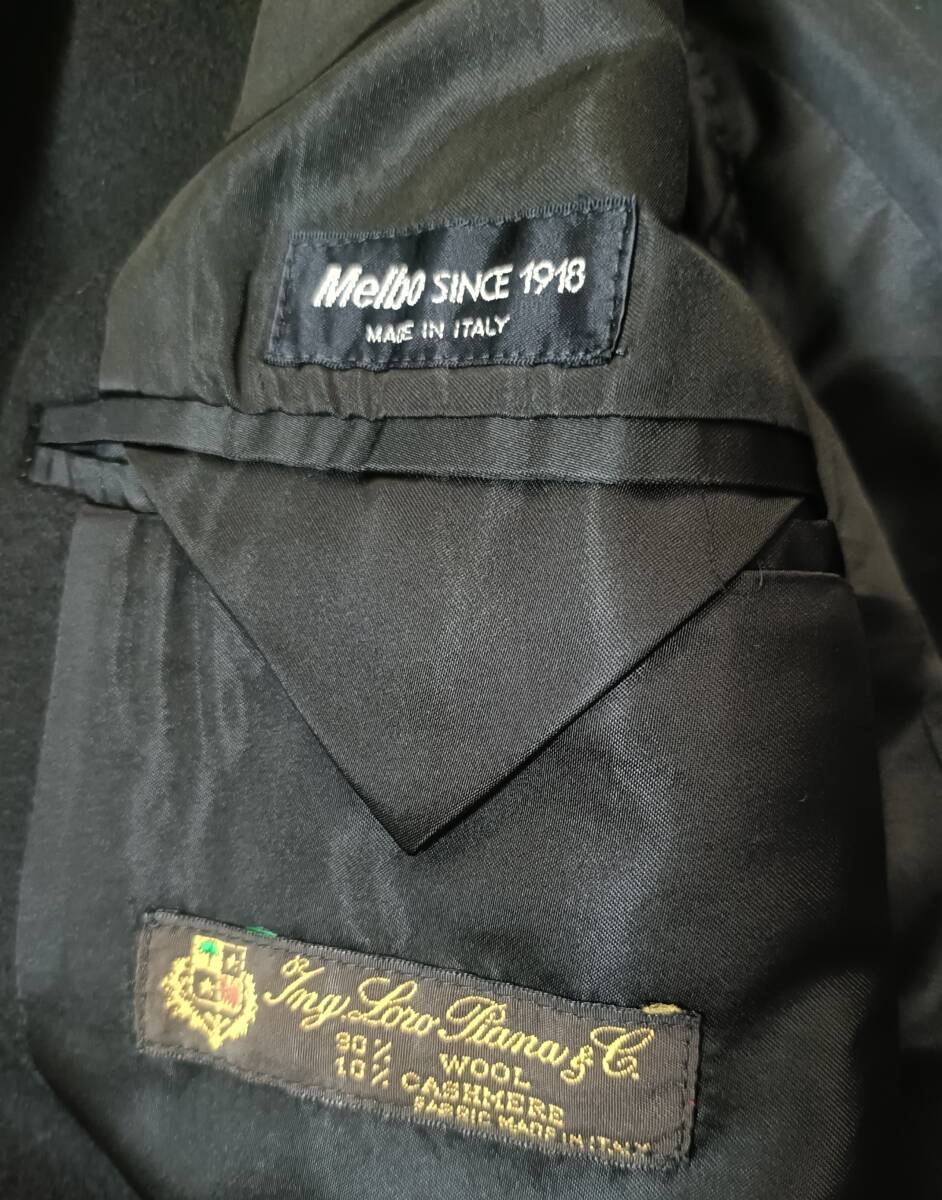 Melbo SINCE 1918
MADE IN ITALY
Ing. Loro Piana & C.
90% WOOL
10% CASHMERE
FABRIC MADE IN ITALY